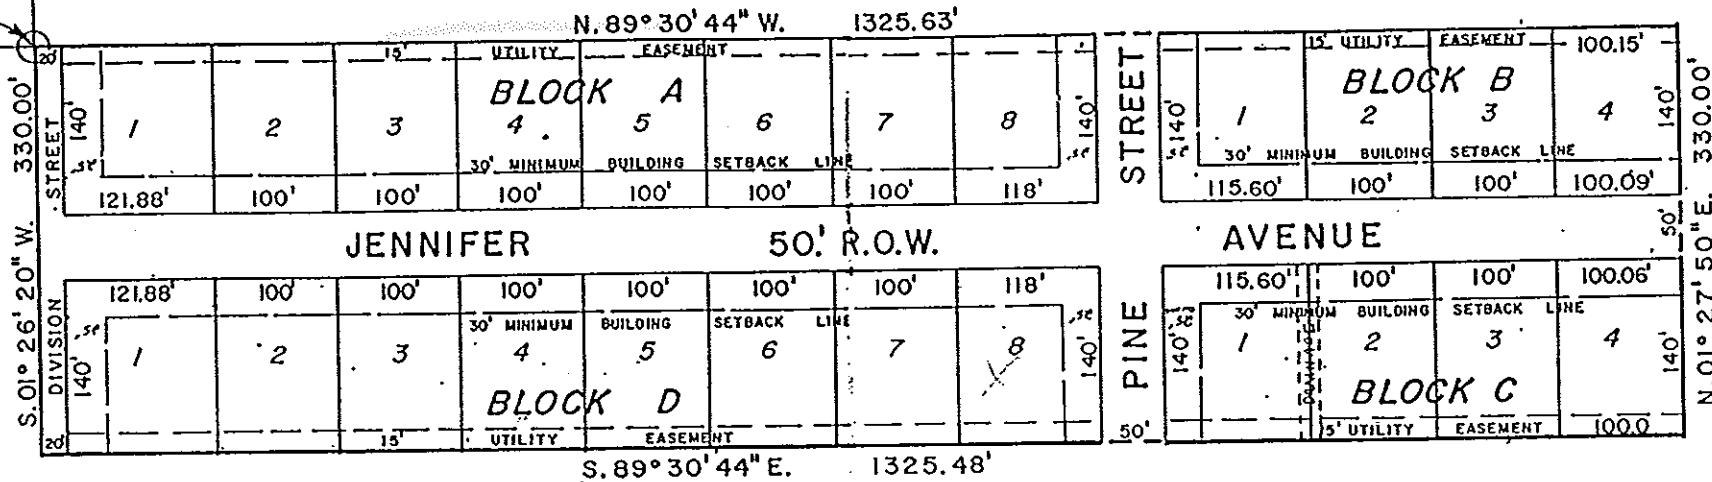 N. 89° 30' 44" W. 1325.63'
20' 15' UTILITY EASEMENT STREET 15' UTILITY EASEMENT 100.15'
BLOCK A BLOCK B
330.00' STREET 140' 1 2 3 4 5 6 7 8 140' 140' 1 2 3 4 140' 330.00'
30' MINIMUM BUILDING SETBACK LINE 30' MINIMUM BUILDING SETBACK LINE
121.88' 100' 100' 100' 100' 100' 100' 118' 115.60' 100' 100' 100.09'
JENNIFER 50' R.O.W. AVENUE 50'
S. 01° 26' 20" W. N. 01° 27' 50" E.
121.88' 100' 100' 100' 100' 100' 100' 118' 115.60' 100' 100' 100.06'
30' MINIMUM BUILDING SETBACK LINE 30' MINIMUM BUILDING SETBACK LINE
DIVISION 140' 1 2 3 4 5 6 7 8 140' PINE 140' 1 2 3 4 140'
BLOCK D BLOCK C
20' 15' UTILITY EASEMENT 50' 15' UTILITY EASEMENT 100.0
S. 89° 30' 44" E. 1325.48'